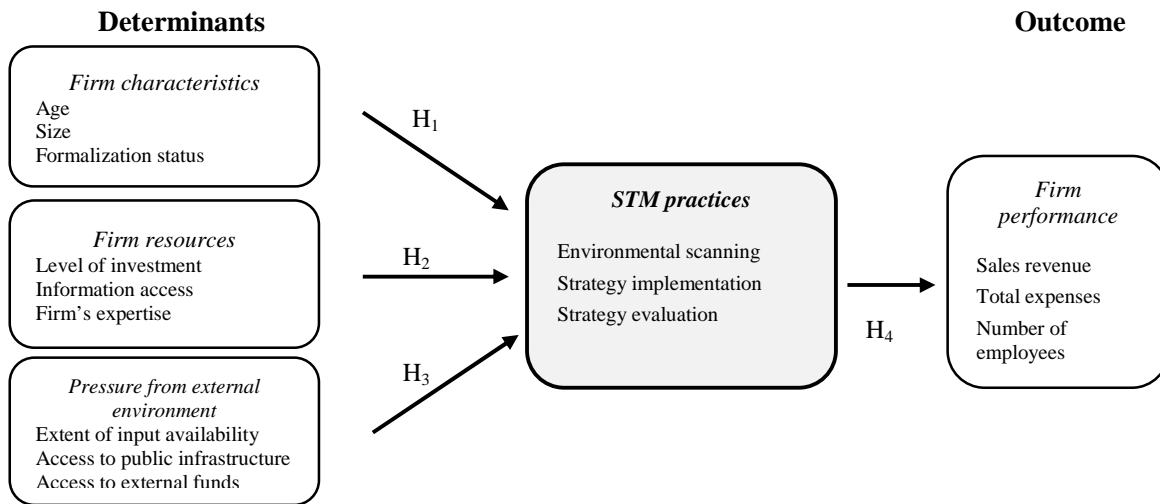 Determinants
Outcome
Firm characteristics
Age
Size
Formalization status
H1
Firm resources
Level of investment
Information access
Firm's expertise
H2
Pressure from external
environment
Extent of input availability
Access to public infrastructure
Access to external funds
H3
STM practices
Environmental scanning
Strategy implementation
Strategy evaluation
H4
Firm
performance
Sales revenue
Total expenses
Number of
employees